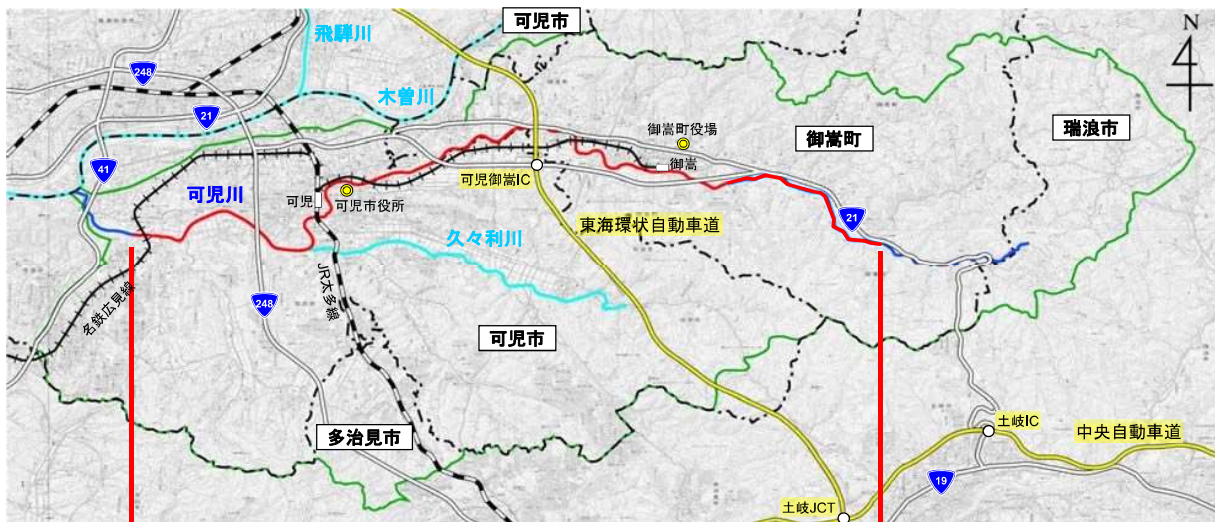 可児市
飛騨川
N
248
木曽川
21
御嵩町役場
御嵩町
瑞浪市
41
御嵩
可児御嵩IC
可児川
可児
可児市役所
21
東海環状自動車道
久々利川
JR太多線
名鉄広見線
248
可児市
多治見市
土岐IC
中央自動車道
19
土岐JCT